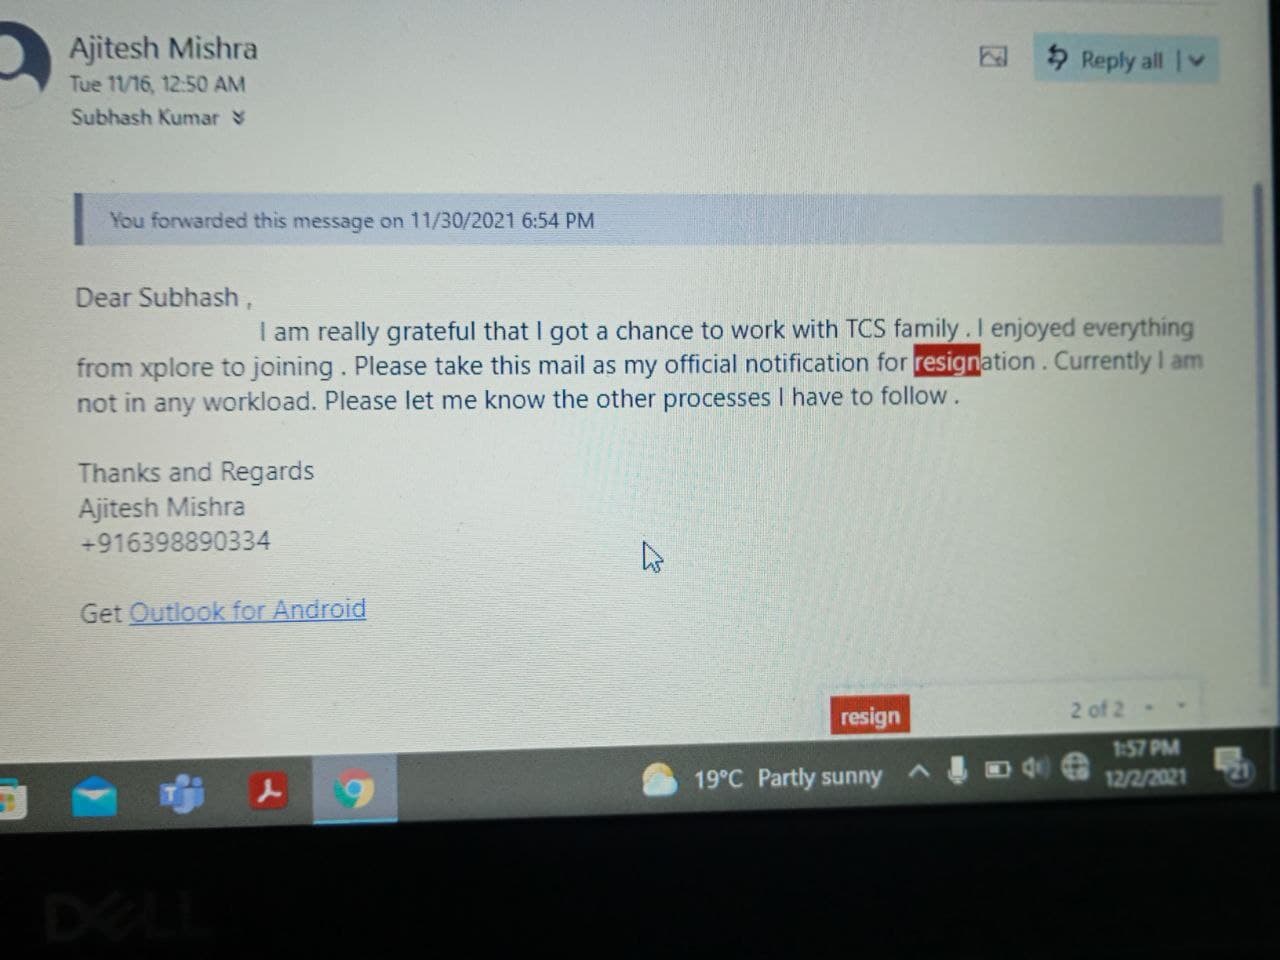 Ajitesh Mishra
Tue 11/16, 12:50 AM
Subhash Kumar
Reply all
You forwarded this message on 11/30/2021 6:54 PM
Dear Subhash ,
I am really grateful that I got a chance to work with TCS family . I enjoyed everything
from xplore to joining . Please take this mail as my official notification for resignation . Currently I am
not in any workload. Please let me know the other processes I have to follow .
Thanks and Regards
Ajitesh Mishra
+916398890334
Get Outlook for Android
resign
2 of 2
19°C Partly sunny
1:57 PM
12/2/2021
21
DELL